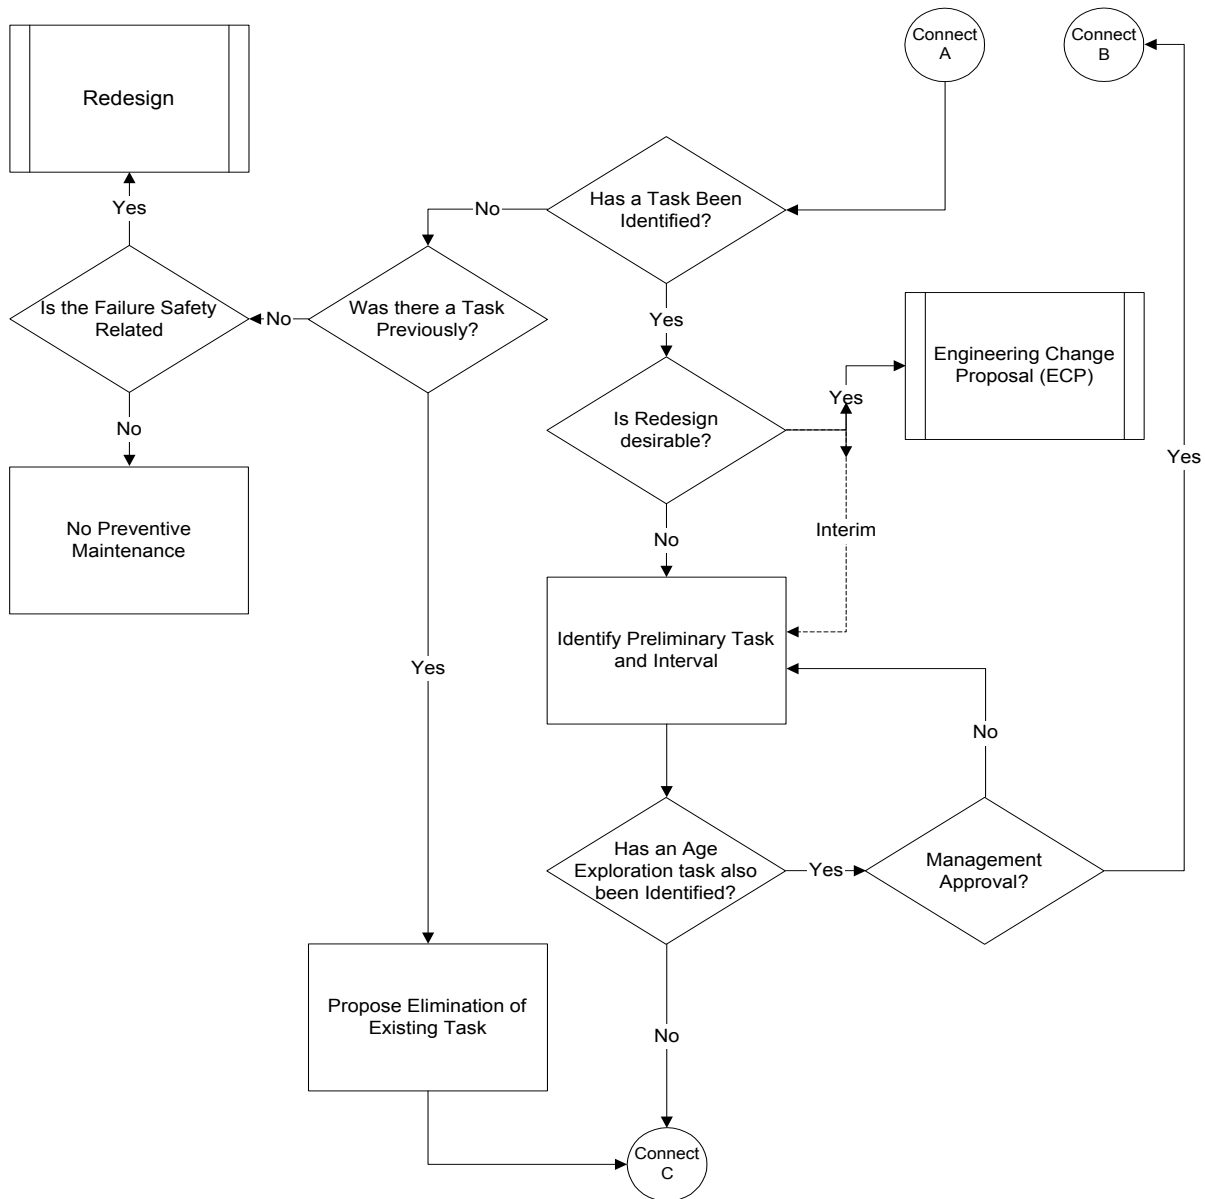 Connect
A
Connect
B
Redesign
Yes
No
Has a Task Been
Identified?
Is the Failure Safety
Related
No
Was there a Task
Previously?
Yes
Engineering Change
Proposal (ECP)
Yes
Is Redesign
desirable?
No
Yes
No Preventive
Maintenance
No
Interim
Identify Preliminary Task
and Interval
Yes
No
Has an Age
Exploration task also
been Identified?
Yes
Management
Approval?
Propose Elimination of
Existing Task
No
Connect
C